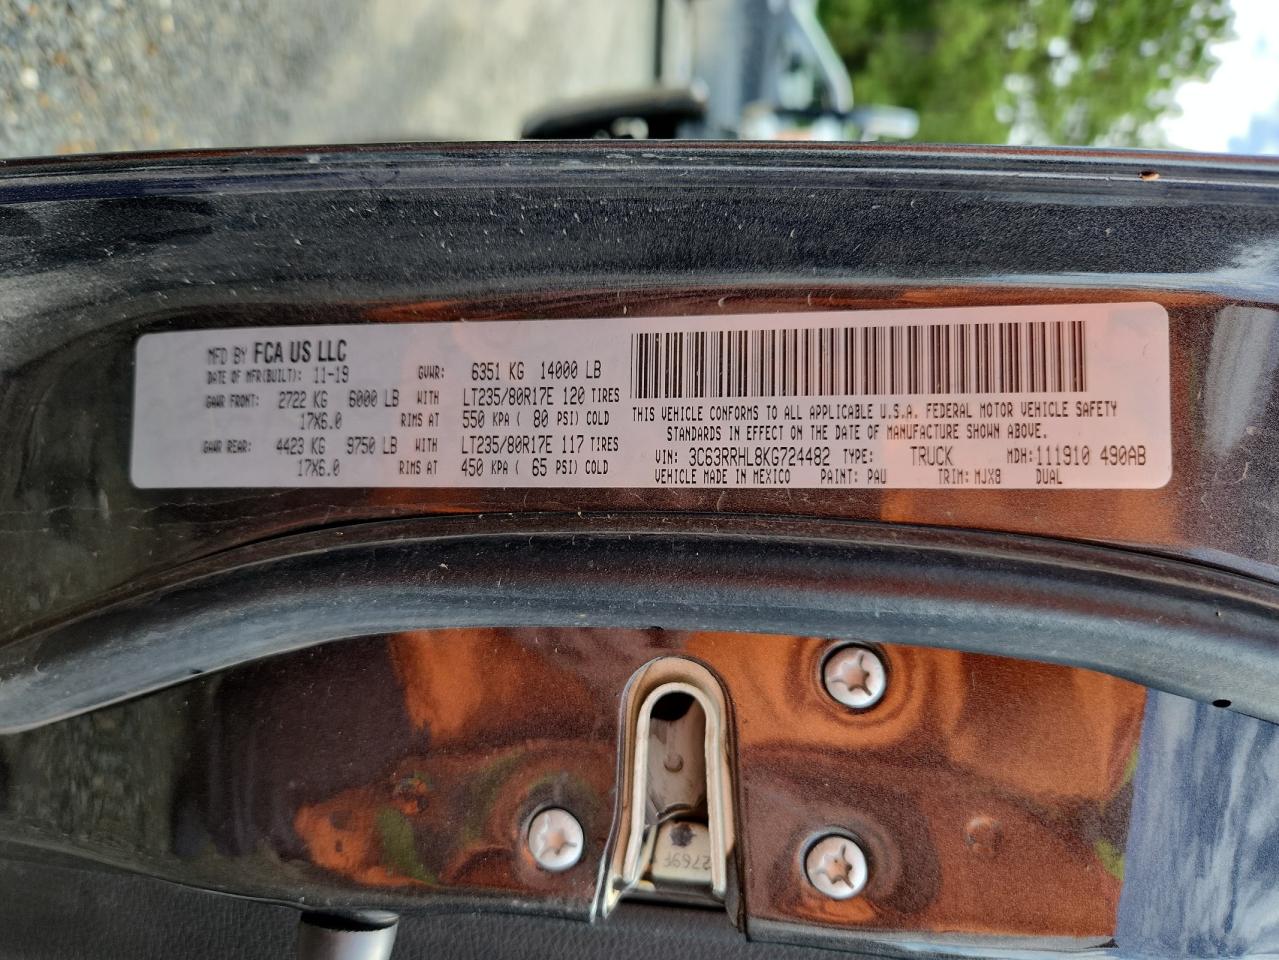 MFD BY FCA US LLC
DATE OF MFR(BUILT): 11-19 GVWR: 6351 KG 14000 LB
GAWR FRONT: 2722 KG 6000 LB WITH LT235/80R17E 120 TIRES
17X6.0 RIMS AT 550 KPA ( 80 PSI) COLD
GAWR REAR: 4423 KG 9750 LB WITH LT235/80R17E 117 TIRES
17X6.0 RIMS AT 450 KPA ( 65 PSI) COLD
THIS VEHICLE CONFORMS TO ALL APPLICABLE U.S.A. FEDERAL MOTOR VEHICLE SAFETY
STANDARDS IN EFFECT ON THE DATE OF MANUFACTURE SHOWN ABOVE.
VIN: 3C63RRHL8KG724482 TYPE: TRUCK MDH:111910 490AB
VEHICLE MADE IN MEXICO PAINT: PAU TRIM: MJX8 DUAL